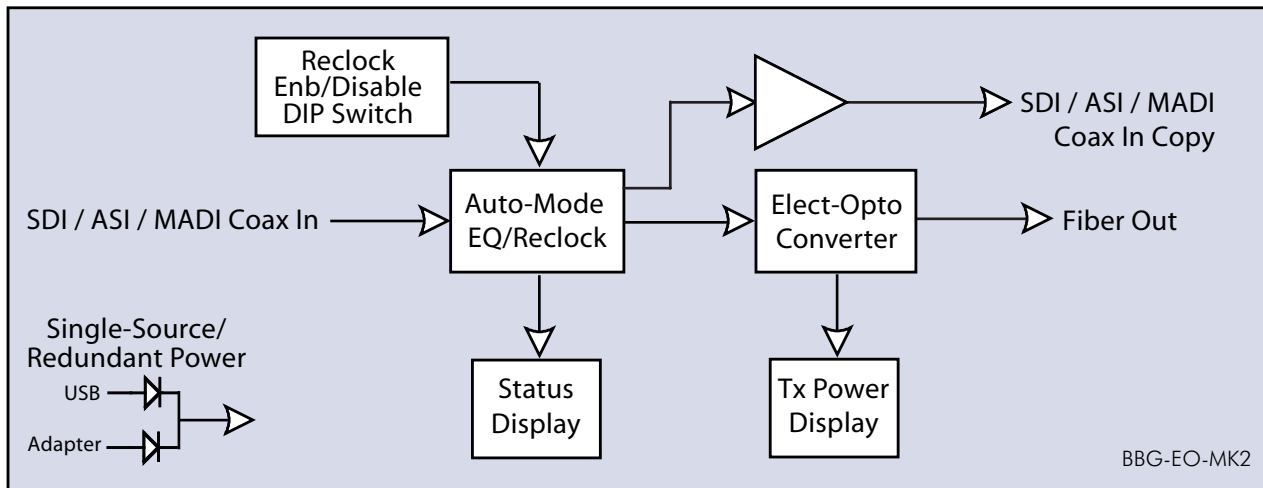 Reclock
Enb/Disable
DIP Switch
SDI / ASI / MADI
Coax In Copy
SDI / ASI / MADI Coax In
Auto-Mode
EQ/Reclock
Elect-Opto
Converter
Fiber Out
Single-Source/
Redundant Power
USB
Adapter
Status
Display
Tx Power
Display
BBG-EO-MK2